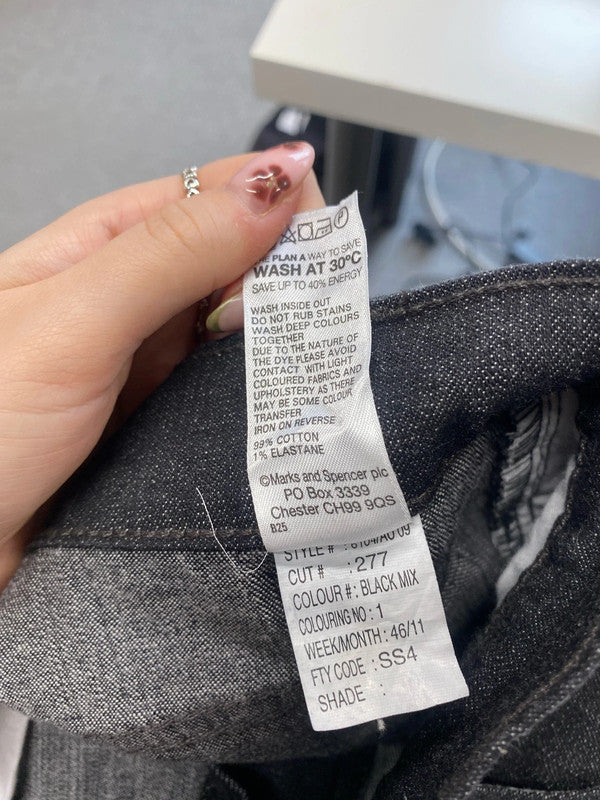 PLAN A WAY TO SAVE
WASH AT 30°C
SAVE UP TO 40% ENERGY
WASH INSIDE OUT
DO NOT RUB STAINS
WASH DEEP COLOURS
TOGETHER
DUE TO THE NATURE OF
THE DYE PLEASE AVOID
CONTACT WITH LIGHT
COLOURED FABRICS AND
UPHOLSTERY AS THERE
MAY BE SOME COLOUR
TRANSFER
IRON ON REVERSE
99% COTTON
1% ELASTANE
©Marks and Spencer plc
PO Box 3339
Chester CH99 9QS
B25
STYLE # : 6104/AU 09
CUT # : 277
COLOUR #: BLACK MIX
COLOURING NO : 1
WEEK/MONTH : 46/11
FTY CODE : SS4
SHADE :